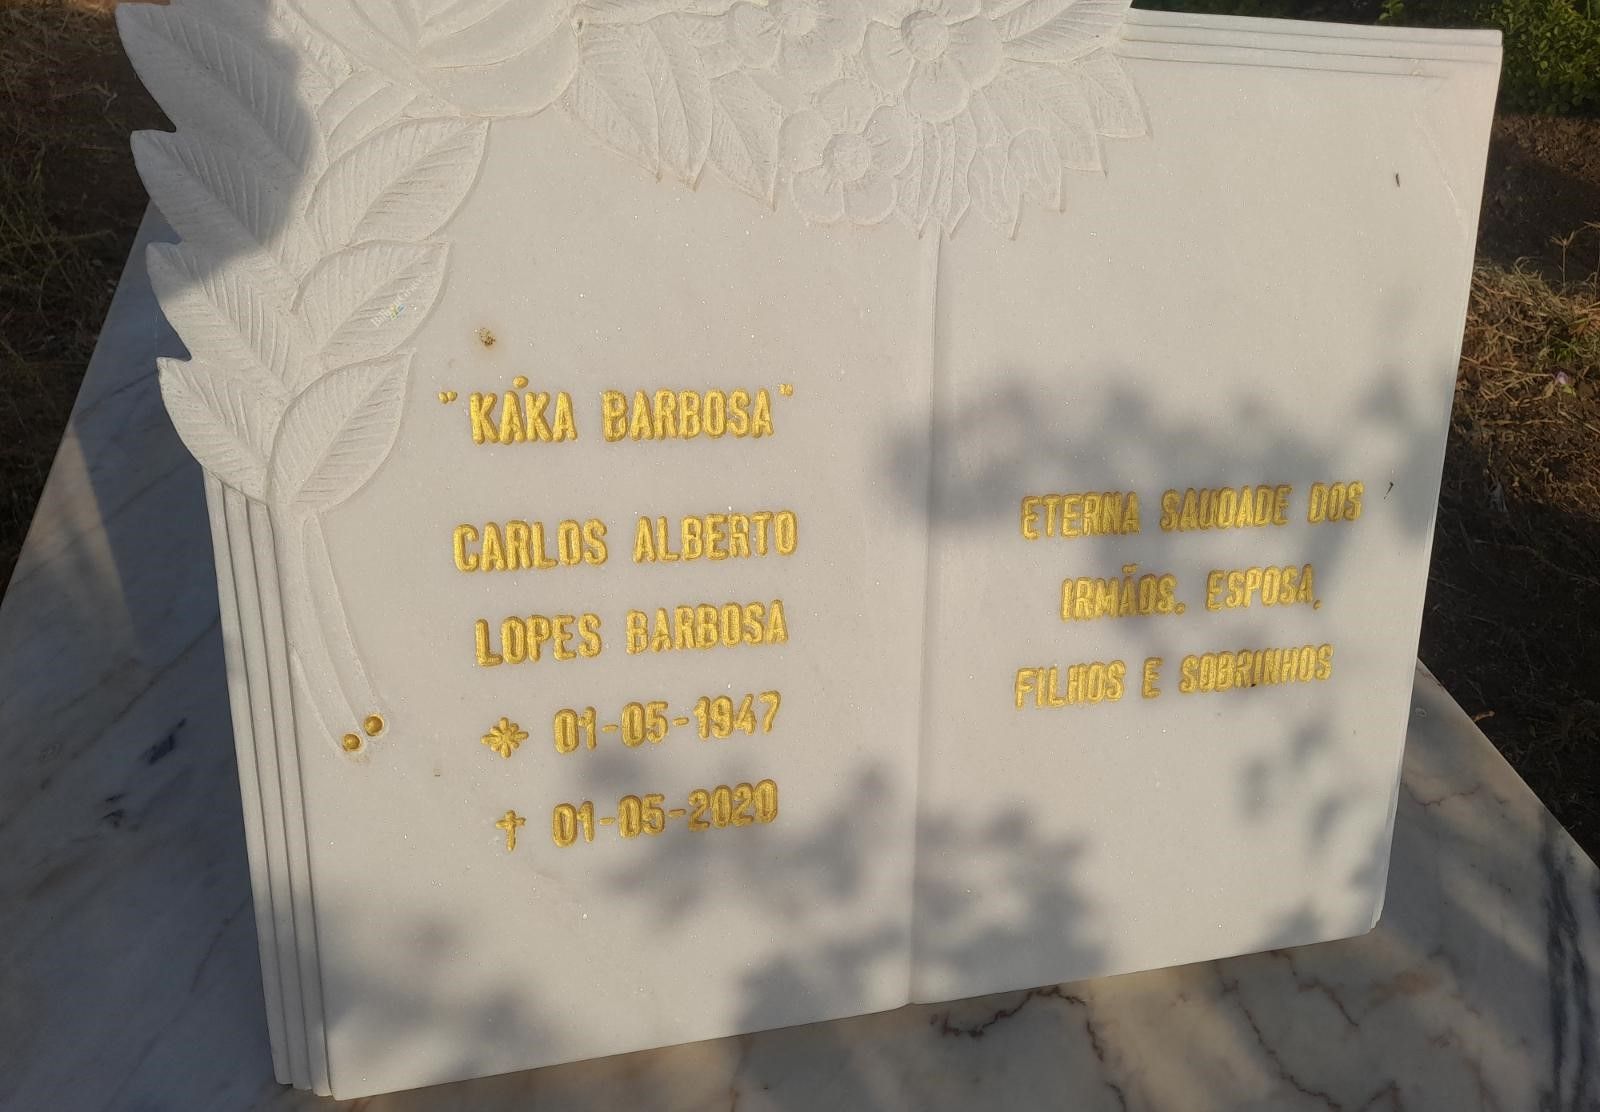 "KÁKA BARBOSA"
CARLOS ALBERTO
LOPES BARBOSA
01-05-1947
✝ 01-05-2020
ETERNA SAUDADE DOS
IRMÃOS. ESPOSA,
FILHOS E SOBRINHOS